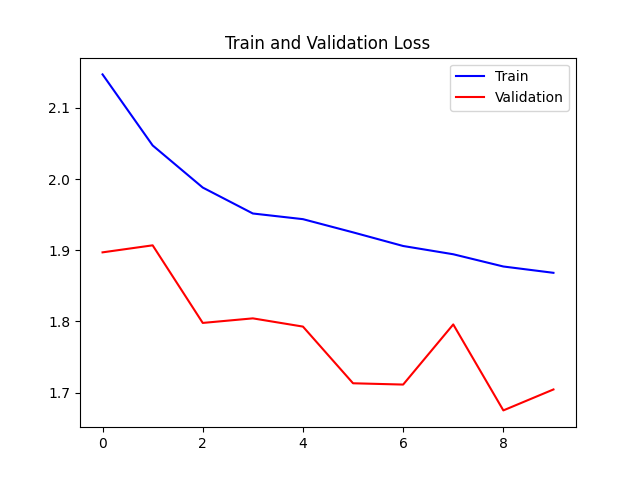 Train and Validation Loss
Train
Validation
2.1
2.0
1.9
1.8
1.7
0 2 4 6 8